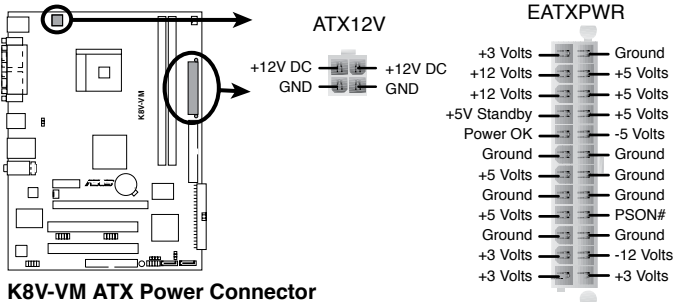 ATX12V
+12V DC +12V DC
GND GND
EATXPWR
+3 Volts Ground
+12 Volts +5 Volts
+12 Volts +5 Volts
+5V Standby +5 Volts
Power OK -5 Volts
Ground Ground
+5 Volts Ground
Ground Ground
+5 Volts PSON#
Ground Ground
+3 Volts -12 Volts
+3 Volts +3 Volts
K8V-VM
ASUS
K8V-VM ATX Power Connector